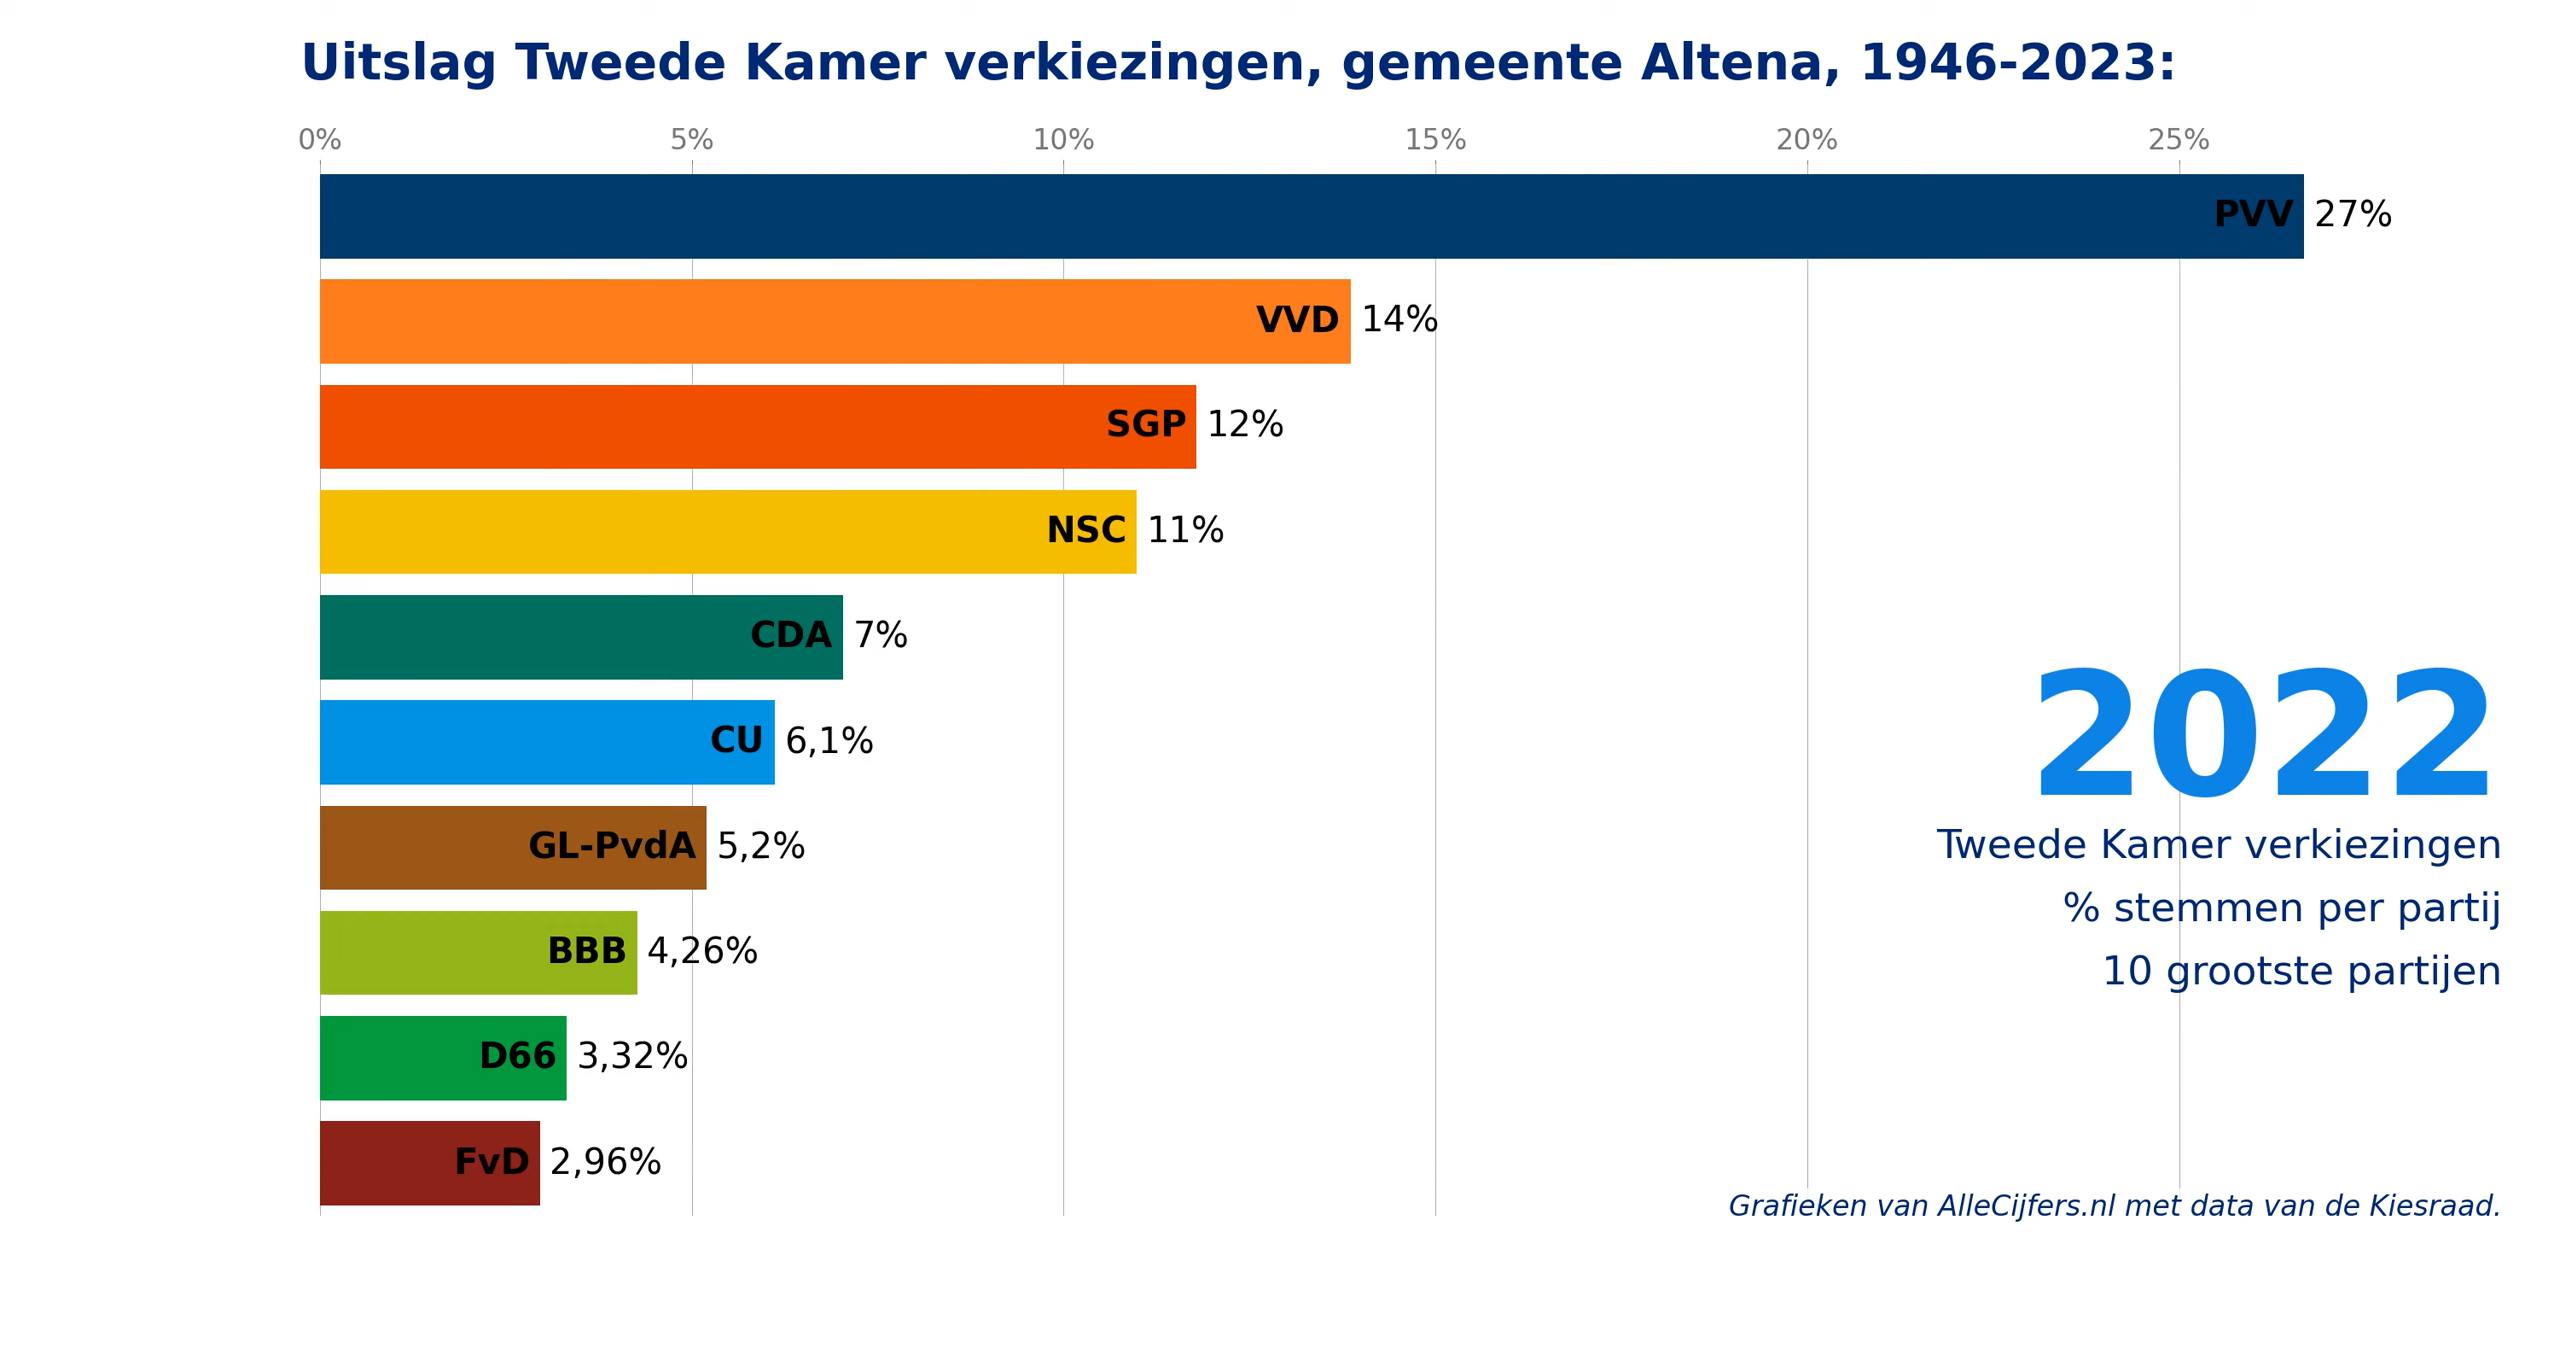 Uitslag Tweede Kamer verkiezingen, gemeente Altena, 1946-2023:
0% 5% 10% 15% 20% 25%
PVV 27%
VVD 14%
SGP 12%
NSC 11%
CDA 7%
CU 6,1%
GL-PvdA 5,2%
BBB 4,26%
D66 3,32%
FvD 2,96%
2022
Tweede Kamer verkiezingen
% stemmen per partij
10 grootste partijen
Grafieken van AlleCijfers.nl met data van de Kiesraad.